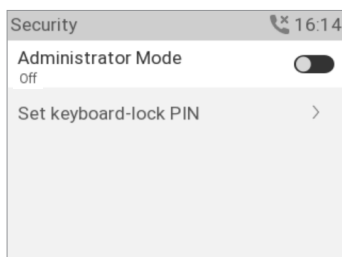 Security 16:14
Administrator Mode
Off
Set keyboard-lock PIN